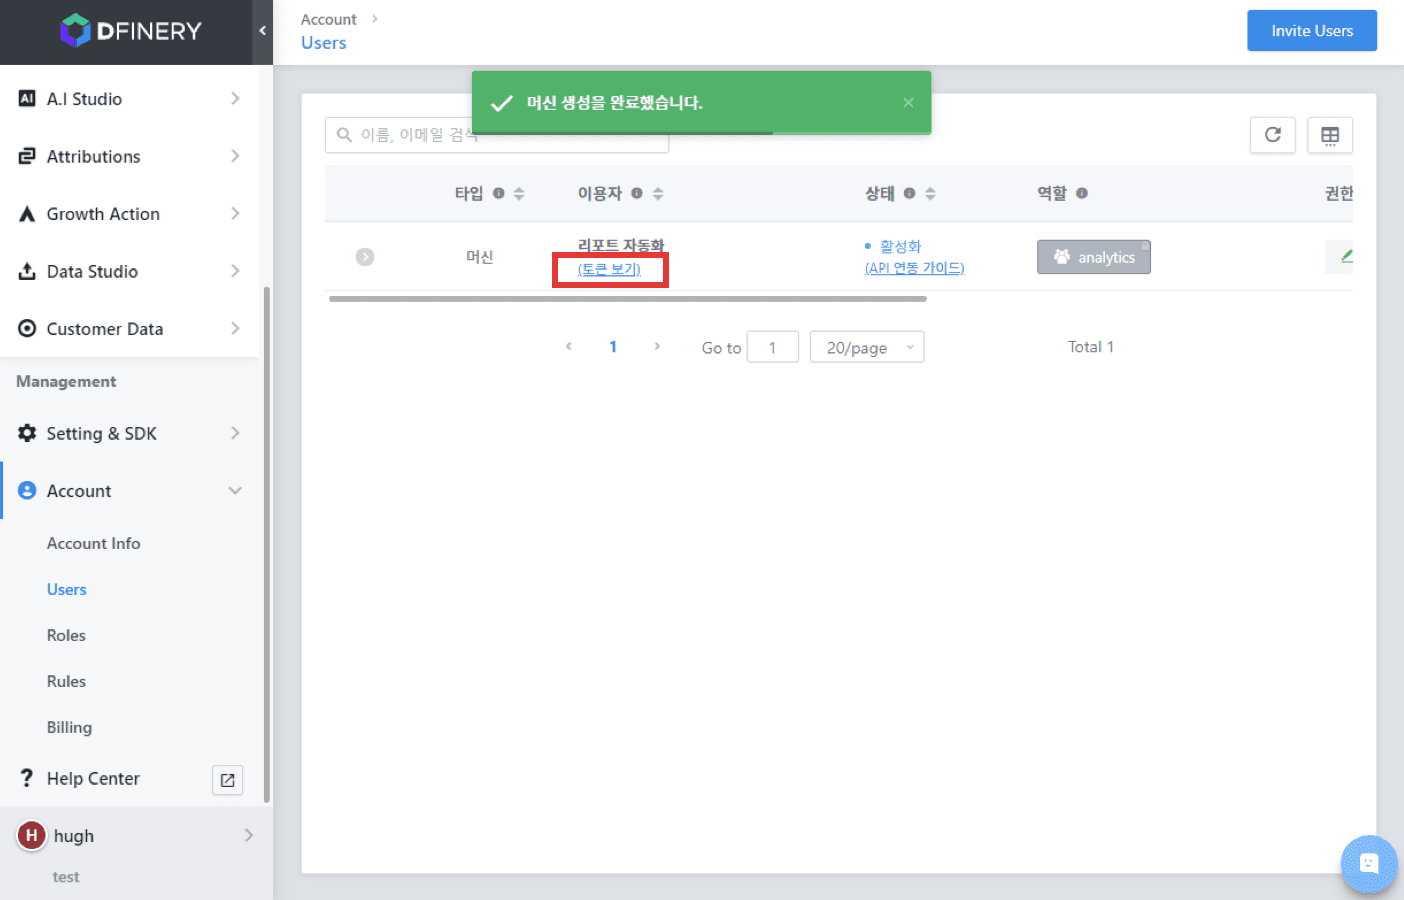 DFINERY
A.I Studio
Attributions
Growth Action
Data Studio
Customer Data
Management
Setting & SDK
Account
Account Info
Users
Roles
Rules
Billing
Help Center
H hugh
test
Account
Users
Invite Users
머신 생성을 완료했습니다.
이름, 이메일 검색
타입 이용자 상태 역할 권한
머신
리포트 자동화
(토큰 보기)
활성화
(API 연동 가이드)
analytics
1 Go to 1 20/page Total 1